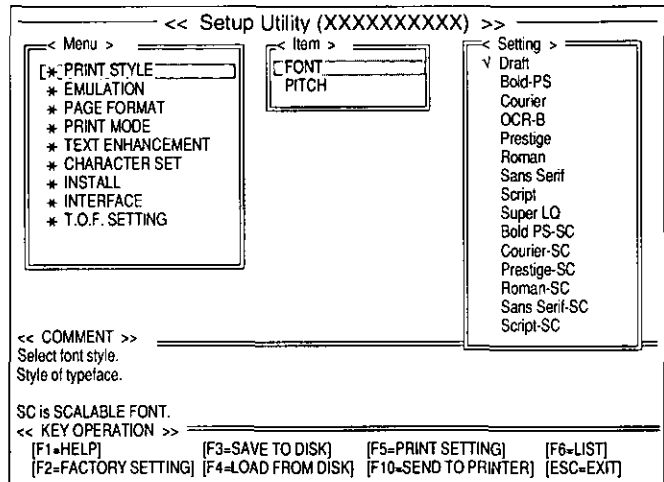 << Setup Utility (XXXXXXXXXX) >>
< Menu >
* PRINT STYLE
* EMULATION
* PAGE FORMAT
* PRINT MODE
* TEXT ENHANCEMENT
* CHARACTER SET
* INSTALL
* INTERFACE
* T.O.F. SETTING
< Item >
FONT
PITCH
< Setting >
√ Draft
Bold-PS
Courier
OCR-B
Prestige
Roman
Sans Serif
Script
Super LQ
Bold PS-SC
Courier-SC
Prestige-SC
Roman-SC
Sans Serif-SC
Script-SC
<< COMMENT >>
Select font style.
Style of typeface.
SC is SCALABLE FONT.
<< KEY OPERATION >>
[F1=HELP] [F3=SAVE TO DISK] [F5=PRINT SETTING] [F6=LIST]
[F2=FACTORY SETTING] [F4=LOAD FROM DISK] [F10=SEND TO PRINTER] [ESC=EXIT]